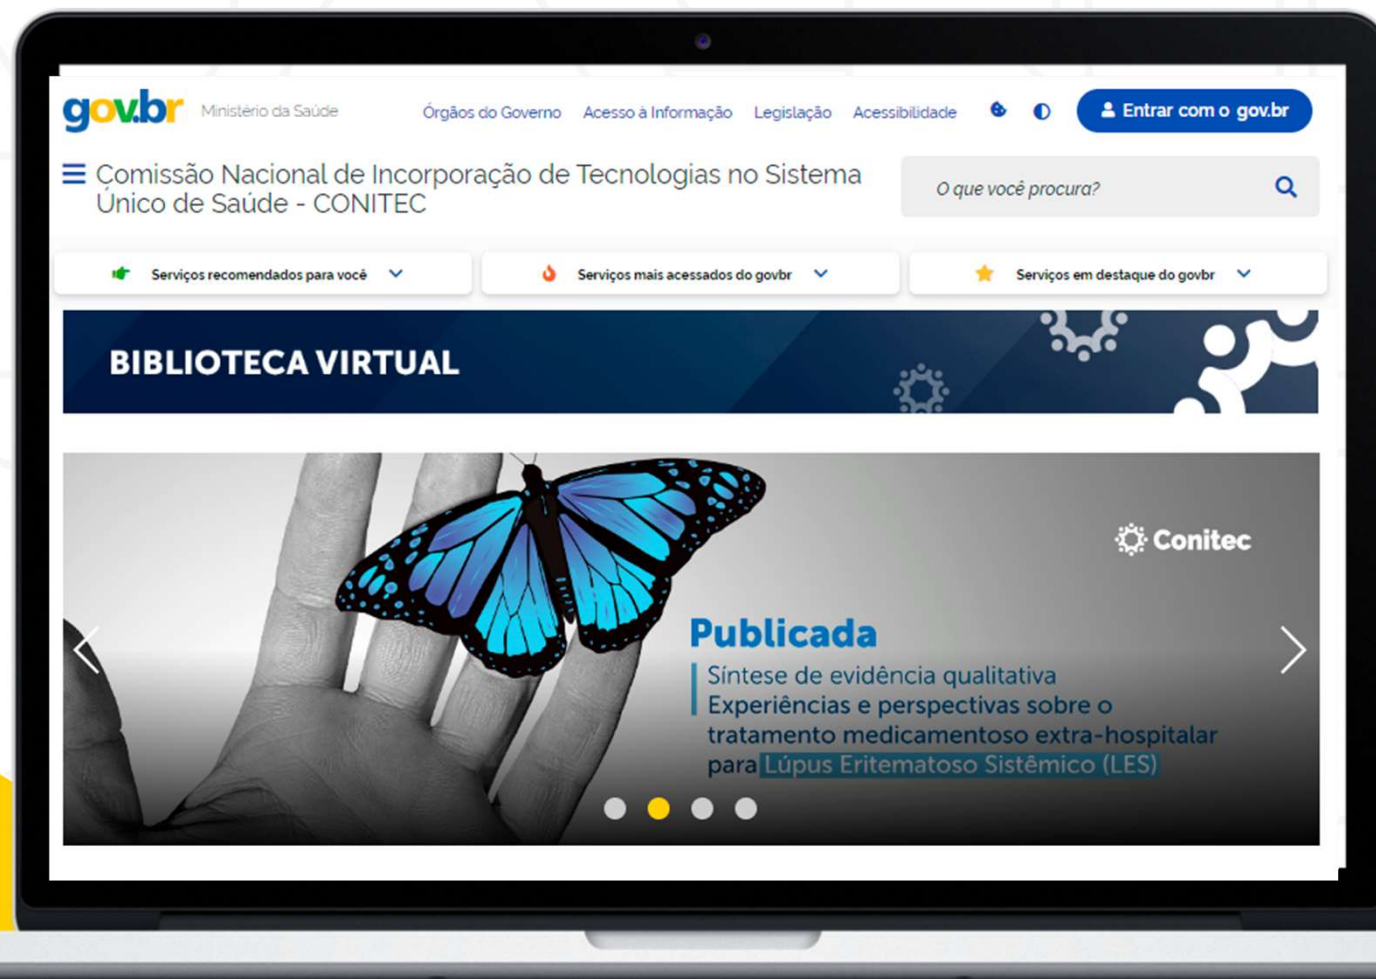 gov.br
Ministério da Saúde
Órgãos do Governo
Acesso à Informação
Legislação
Acessibilidade
Entrar com o gov.br
Comissão Nacional de Incorporação de Tecnologias no Sistema
Único de Saúde - CONITEC
O que você procura?
Serviços recomendados para você
Serviços mais acessados do govbr
Serviços em destaque do govbr
BIBLIOTECA VIRTUAL
Conitec
Publicada
Síntese de evidência qualitativa
Experiências e perspectivas sobre o
tratamento medicamentoso extra-hospitalar
para Lúpus Eritematoso Sistêmico (LES)